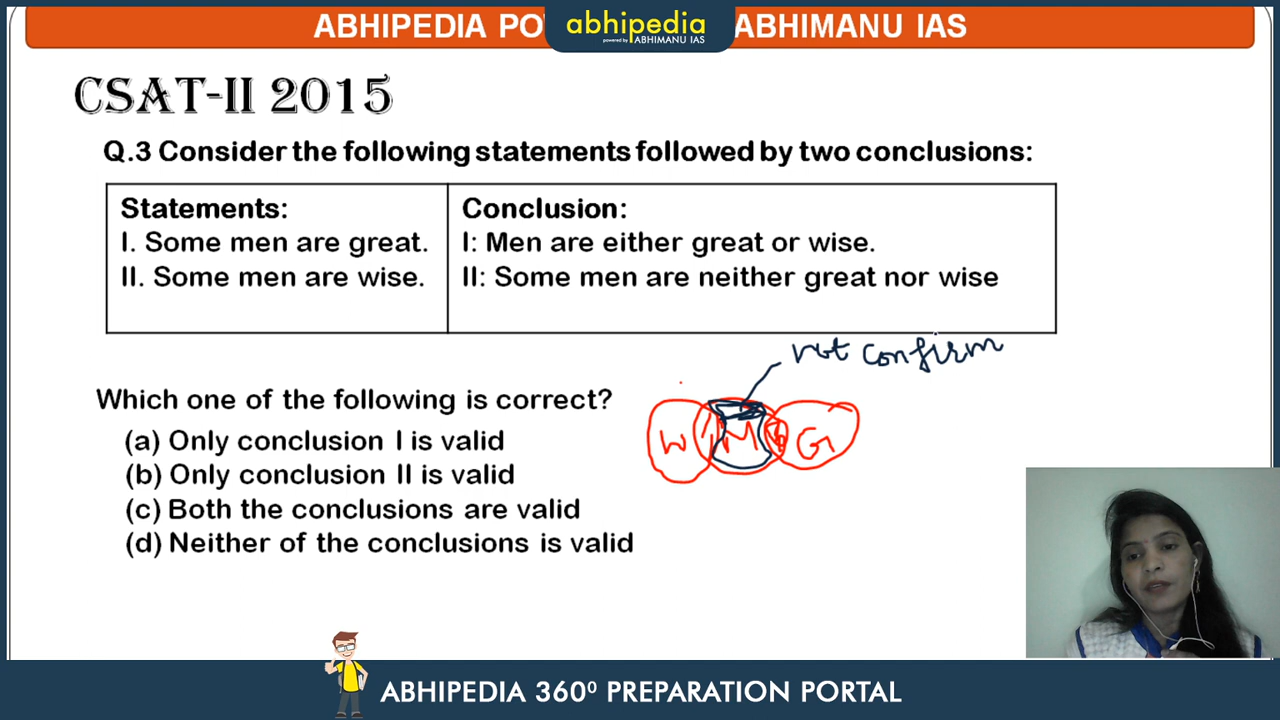 ABHIPEDIA PO
abhipedia
powered by ABHIMANU IAS
ABHIMANU IAS
CSAT-II 2015
Q.3 Consider the following statements followed by two conclusions:
Statements:
I. Some men are great.
II. Some men are wise.
Conclusion:
I: Men are either great or wise.
II: Some men are neither great nor wise
not confirm
W M G
Which one of the following is correct?
(a) Only conclusion I is valid
(b) Only conclusion II is valid
(c) Both the conclusions are valid
(d) Neither of the conclusions is valid
ABHIPEDIA 360⁰ PREPARATION PORTAL